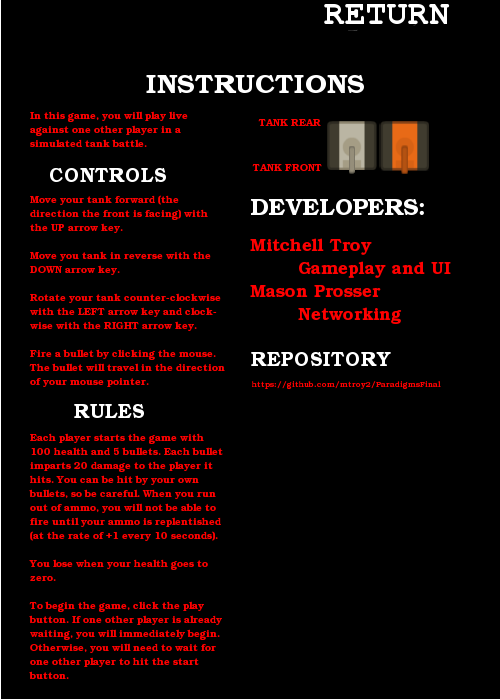 RETURN
INSTRUCTIONS
In this game, you will play live
against one other player in a
simulated tank battle.
CONTROLS
Move your tank forward (the
direction the front is facing) with
the UP arrow key.
Move you tank in reverse with the
DOWN arrow key.
Rotate your tank counter-clockwise
with the LEFT arrow key and clock-
wise with the RIGHT arrow key.
Fire a bullet by clicking the mouse.
The bullet will travel in the direction
of your mouse pointer.
RULES
Each player starts the game with
100 health and 5 bullets. Each bullet
imparts 20 damage to the player it
hits. You can be hit by your own
bullets, so be careful. When you run
out of ammo, you will not be able to
fire until your ammo is replentished
(at the rate of +1 every 10 seconds).
You lose when your health goes to
zero.
To begin the game, click the play
button. If one other player is already
waiting, you will immediately begin.
Otherwise, you will need to wait for
one other player to hit the start
button.
TANK REAR
TANK FRONT
DEVELOPERS:
Mitchell Troy
Gameplay and UI
Mason Prosser
Networking
REPOSITORY
https://github.com/mtroy2/ParadigmsFinal